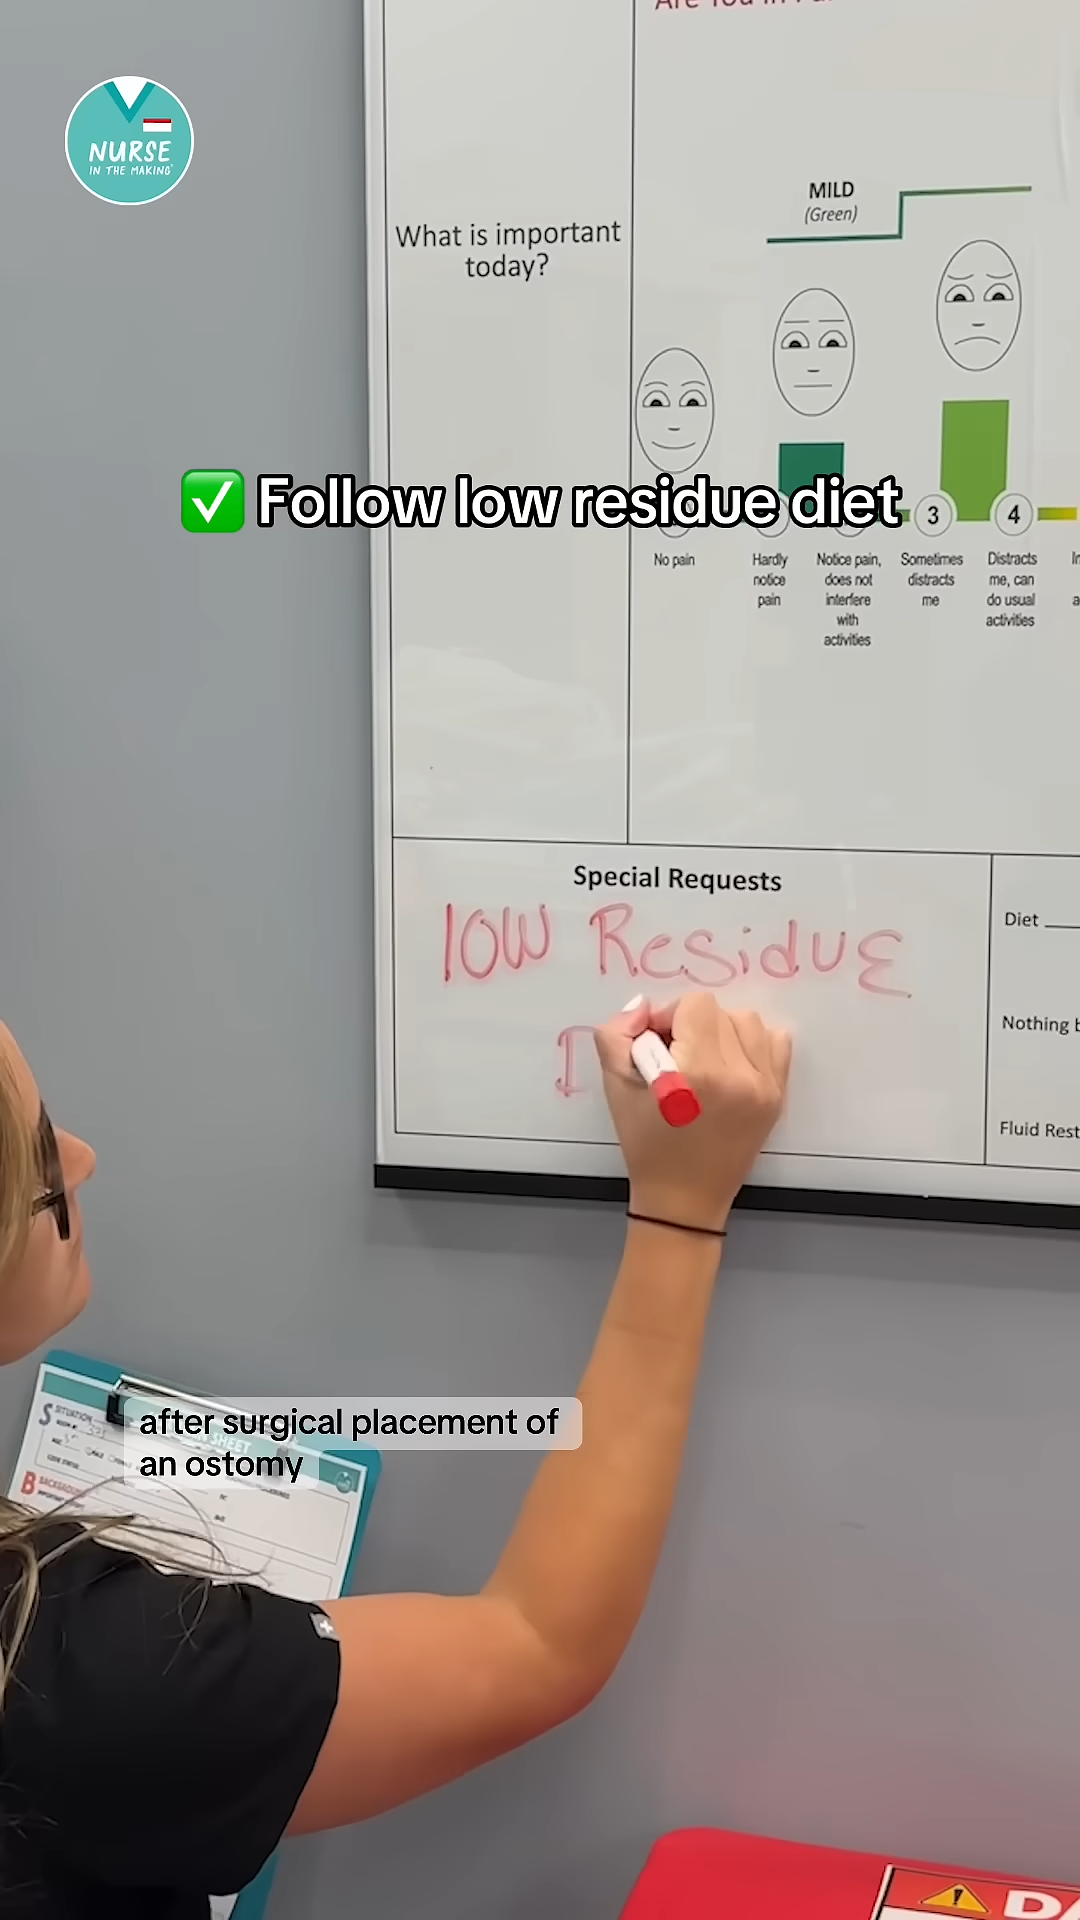 NURSE
IN THE MAKING
What is important
today?
MILD
(Green)
✅ Follow low residue diet
3
4
No pain
Hardly
notice
pain
Notice pain,
does not
interfere
with
activities
Sometimes
distracts
me
Distracts
me, can
do usual
activities
Special Requests
low Residue
D
Diet
Nothing
Fluid
after surgical placement of
an ostomy
S SITUATION
SHEET
B